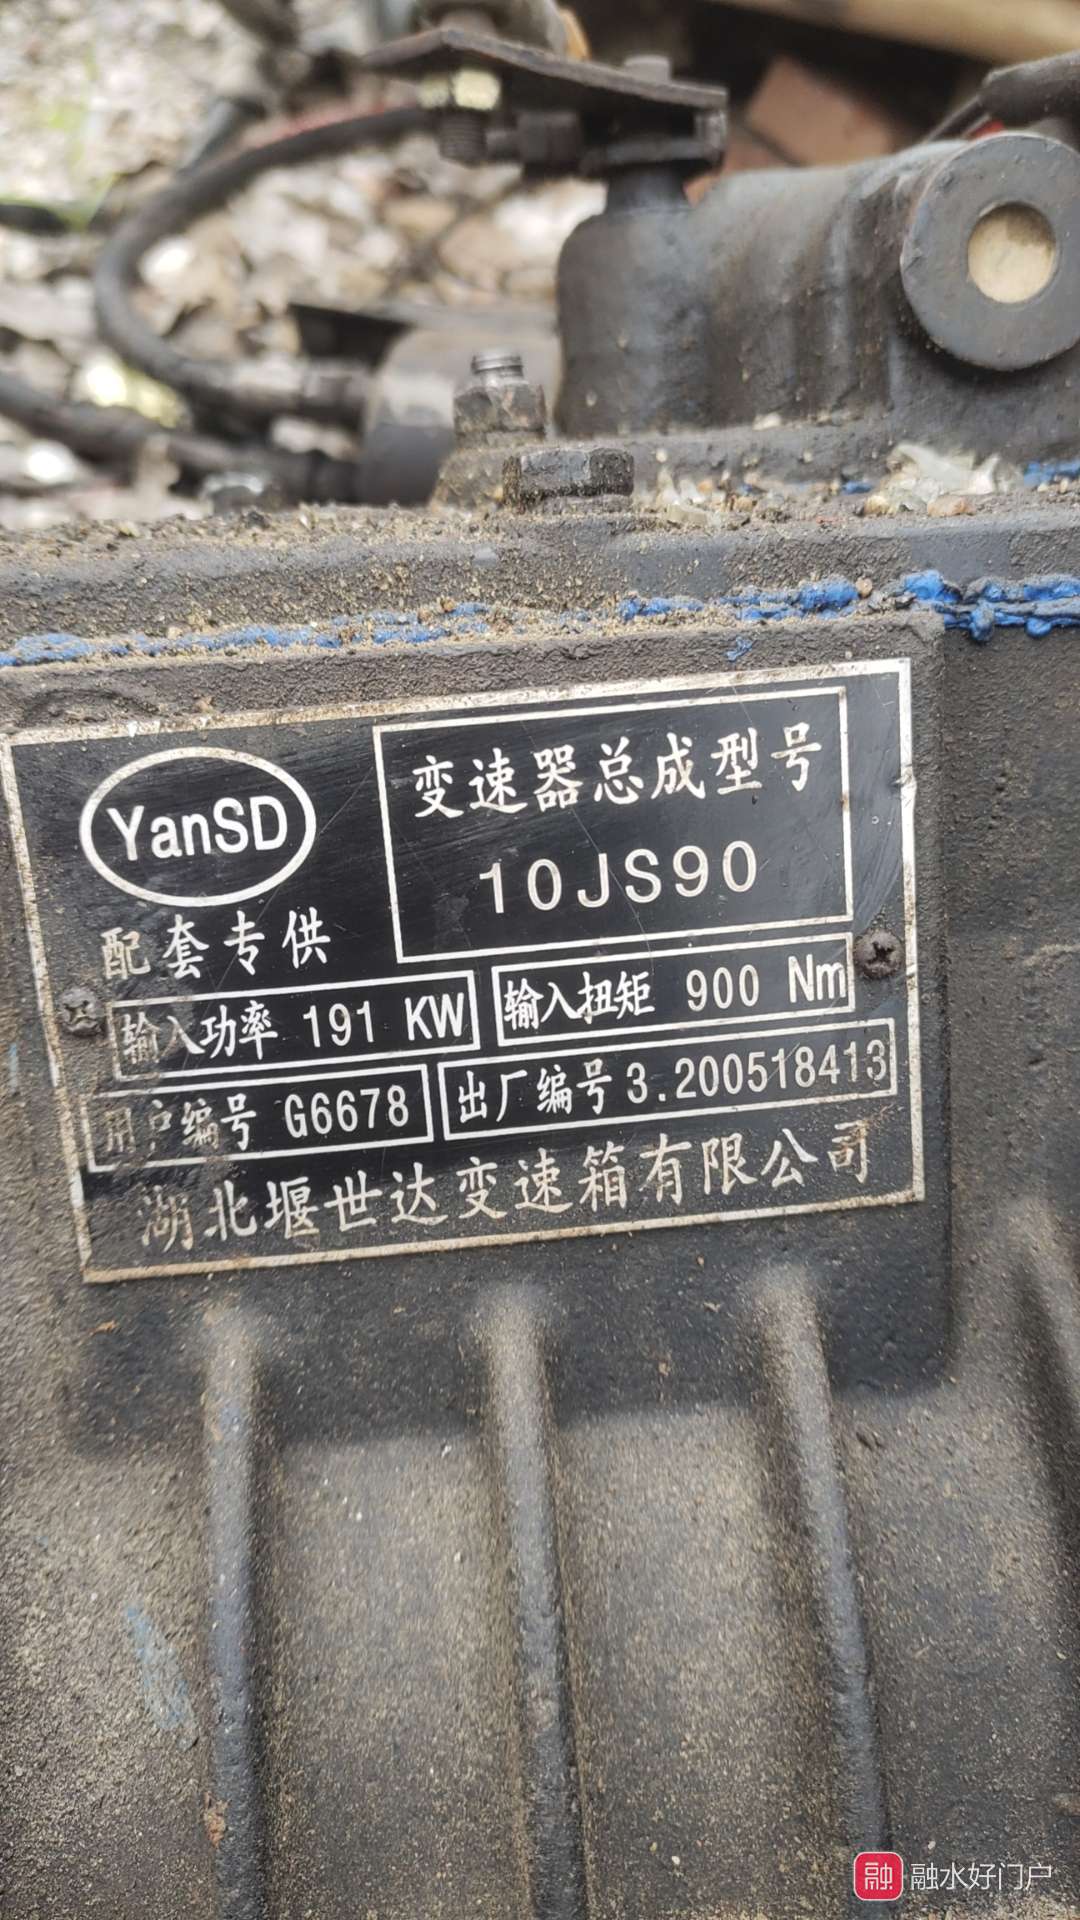 YanSD
配套专供
变速器总成型号
10JS90
输入功率 191 KW
输入扭矩 900 Nm
用户编号 G6678
出厂编号 3.200518413
湖北堰世达变速箱有限公司
融 融水好门户